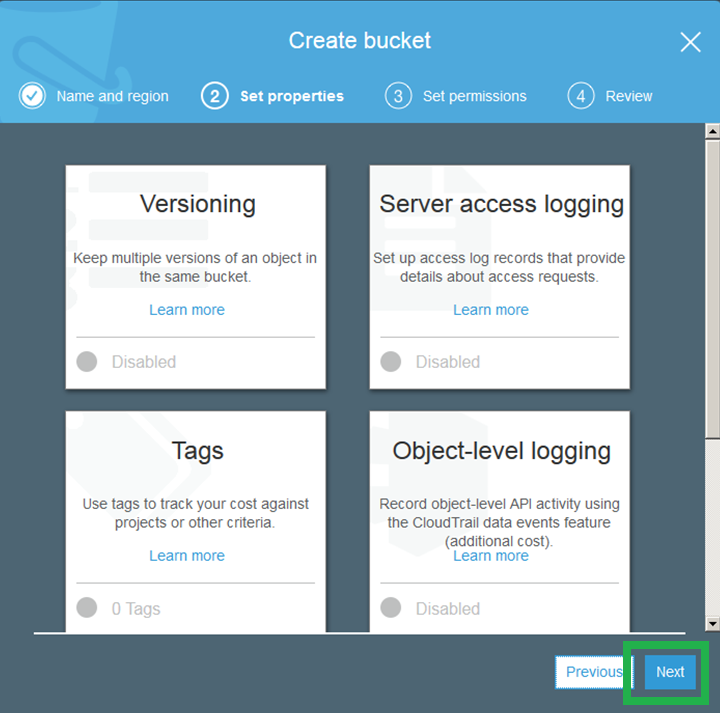 Create bucket
Name and region
2 Set properties
3 Set permissions
4 Review
Versioning
Keep multiple versions of an object in
the same bucket.
Learn more
Disabled
Server access logging
Set up access log records that provide
details about access requests.
Learn more
Disabled
Tags
Use tags to track your cost against
projects or other criteria.
Learn more
0 Tags
Object-level logging
Record object-level API activity using
the CloudTrail data events feature
(additional cost).
Learn more
Disabled
Previous
Next